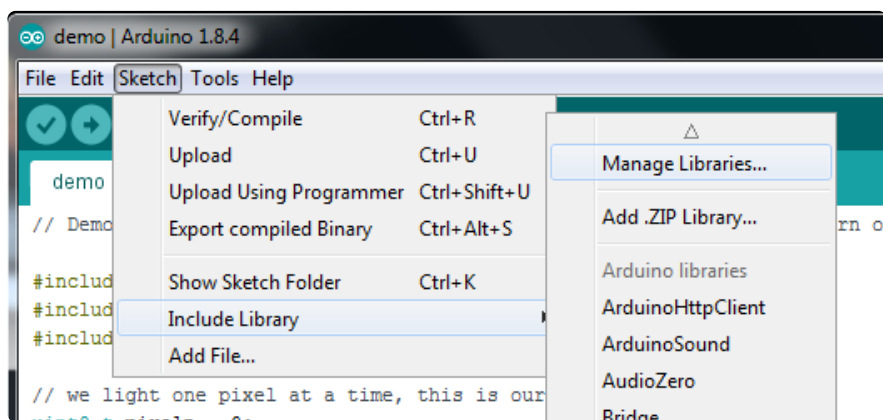 demo | Arduino 1.8.4
File Edit Sketch Tools Help
Verify/Compile Ctrl+R
Upload Ctrl+U
Upload Using Programmer Ctrl+Shift+U
Export compiled Binary Ctrl+Alt+S
Show Sketch Folder Ctrl+K
Include Library
Add File...
Manage Libraries...
Add .ZIP Library...
Arduino libraries
ArduinoHttpClient
ArduinoSound
AudioZero
Bridge
demo
// Demo
#includ
#includ
#includ
// we light one pixel at a time, this is our